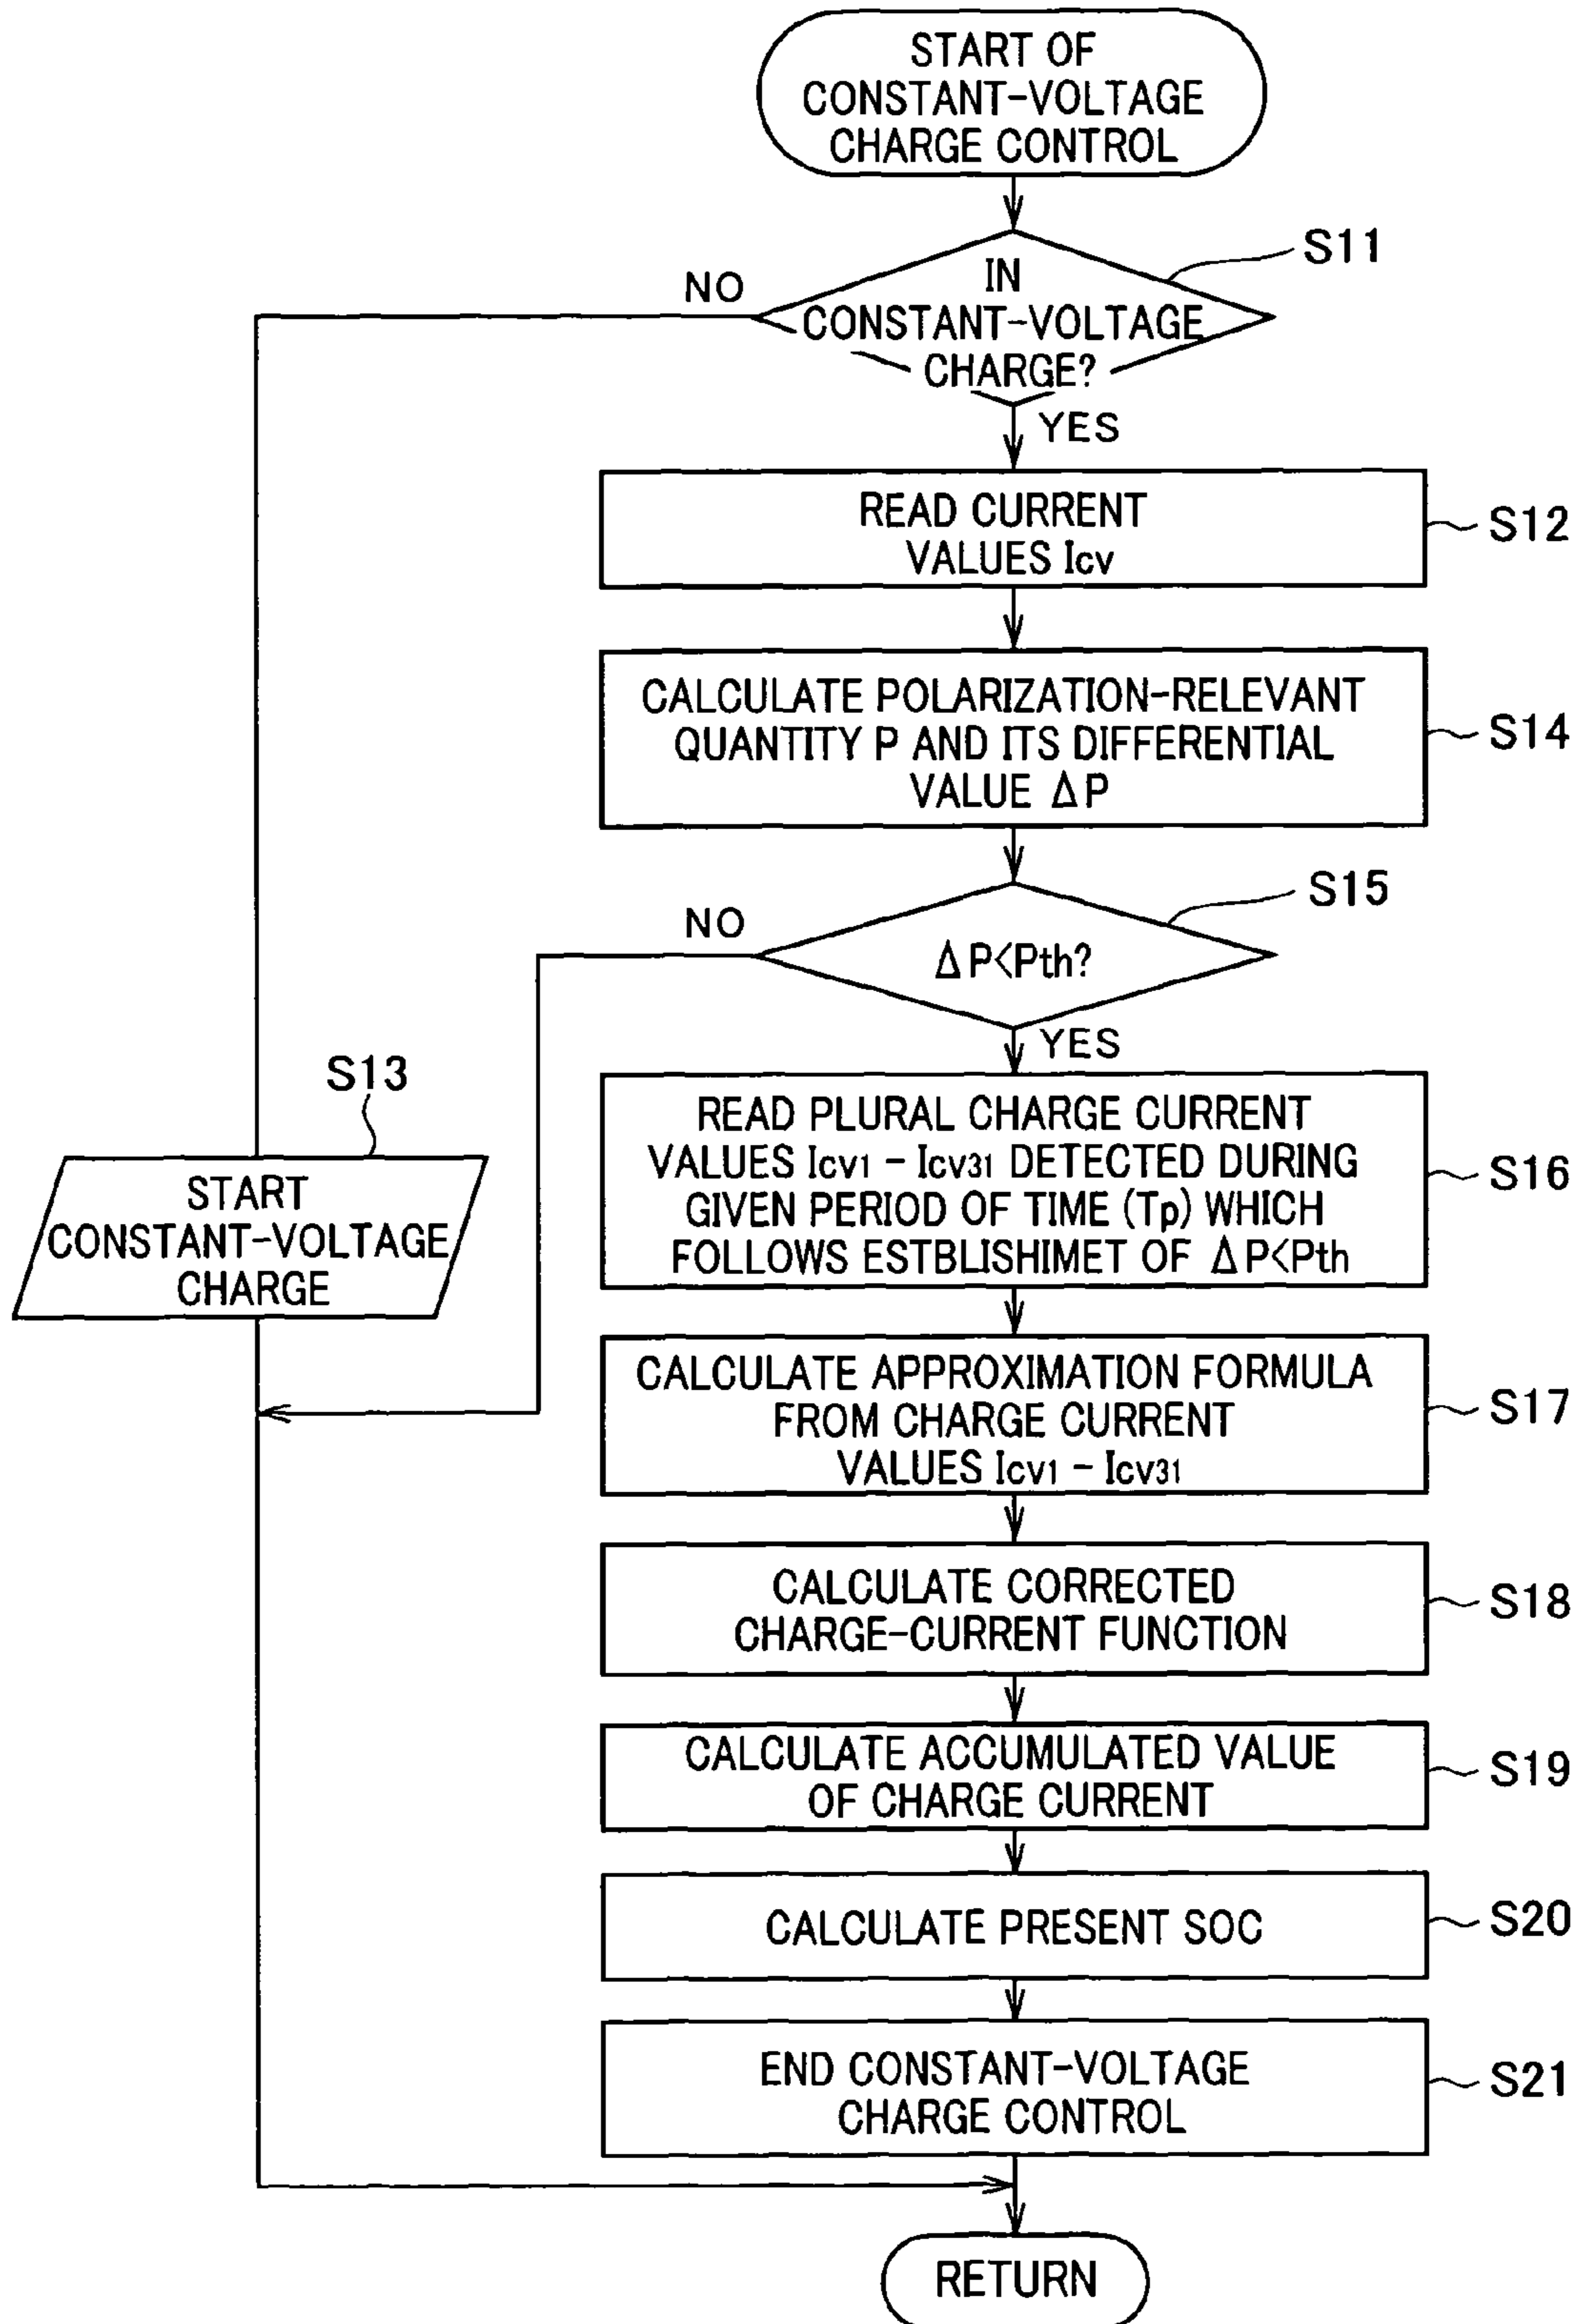 START OF
CONSTANT-VOLTAGE
CHARGE CONTROL
S11
NO
IN
CONSTANT-VOLTAGE
CHARGE?
YES
READ CURRENT
VALUES Icv
S12
CALCULATE POLARIZATION-RELEVANT
QUANTITY P AND ITS DIFFERENTIAL
VALUE ΔP
S14
S15
NO
ΔP<Pth?
YES
S13
START
CONSTANT-VOLTAGE
CHARGE
READ PLURAL CHARGE CURRENT
VALUES Icv1 - Icv31 DETECTED DURING
GIVEN PERIOD OF TIME (Tp) WHICH
FOLLOWS ESTBLISHIMET OF ΔP<Pth
S16
CALCULATE APPROXIMATION FORMULA
FROM CHARGE CURRENT
VALUES Icv1 - Icv31
S17
CALCULATE CORRECTED
CHARGE-CURRENT FUNCTION
S18
CALCULATE ACCUMULATED VALUE
OF CHARGE CURRENT
S19
CALCULATE PRESENT SOC
S20
END CONSTANT-VOLTAGE
CHARGE CONTROL
S21
RETURN